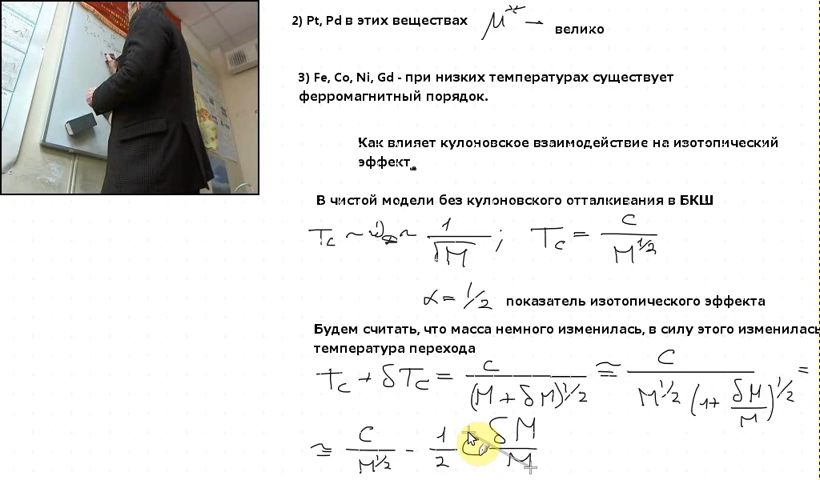 2) Pt, Pd в этих веществах μ* — велико
3) Fe, Co, Ni, Gd - при низких температурах существует
ферромагнитный порядок.
Как влияет кулоновское взаимодействие на изотопический
эффект
В чистой модели без кулоновского отталкивания в БКШ
T_c ~ ω_D ~ 1/√M ; T_c = C/M^{1/2}
α = 1/2 показатель изотопического эффекта
Будем считать, что масса немного изменилась, в силу этого изменилась
температура перехода
T_c + δT_c = C/(M + δM)^{1/2} ≅ C/(M^{1/2} (1 + δM/M)^{1/2} =
≅ C/M^{1/2} - 1/2 C δM/M